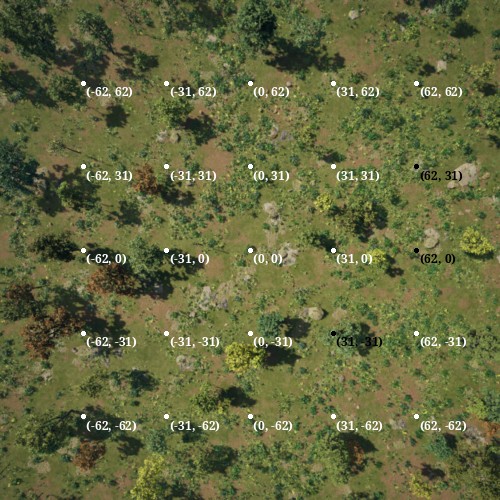 (-62, 62) (-31, 62) (0, 62) (31, 62) (62, 62)
(-62, 31) (-31, 31) (0, 31) (31, 31) (62, 31)
(-62, 0) (-31, 0) (0, 0) (31, 0) (62, 0)
(-62, -31) (-31, -31) (0, -31) (31, -31) (62, -31)
(-62, -62) (-31, -62) (0, -62) (31, -62) (62, -62)